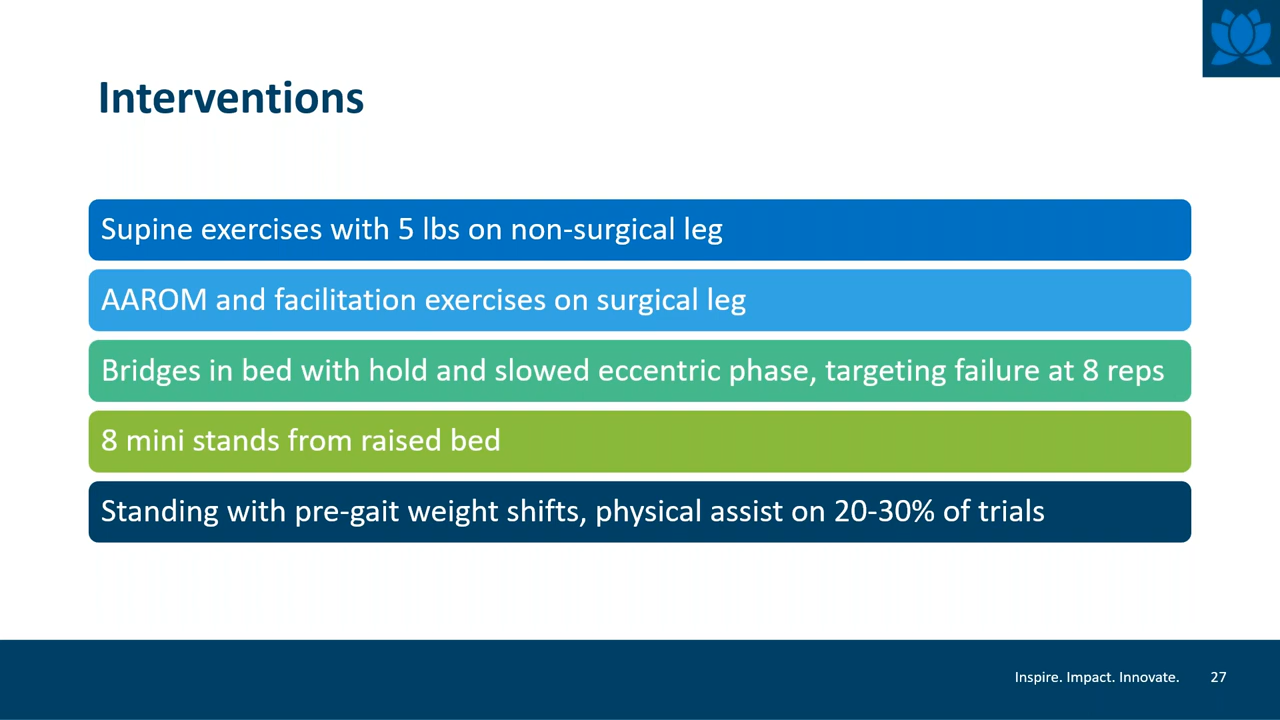 Interventions
Supine exercises with 5 lbs on non-surgical leg
AAROM and facilitation exercises on surgical leg
Bridges in bed with hold and slowed eccentric phase, targeting failure at 8 reps
8 mini stands from raised bed
Standing with pre-gait weight shifts, physical assist on 20-30% of trials
Inspire. Impact. Innovate. 27